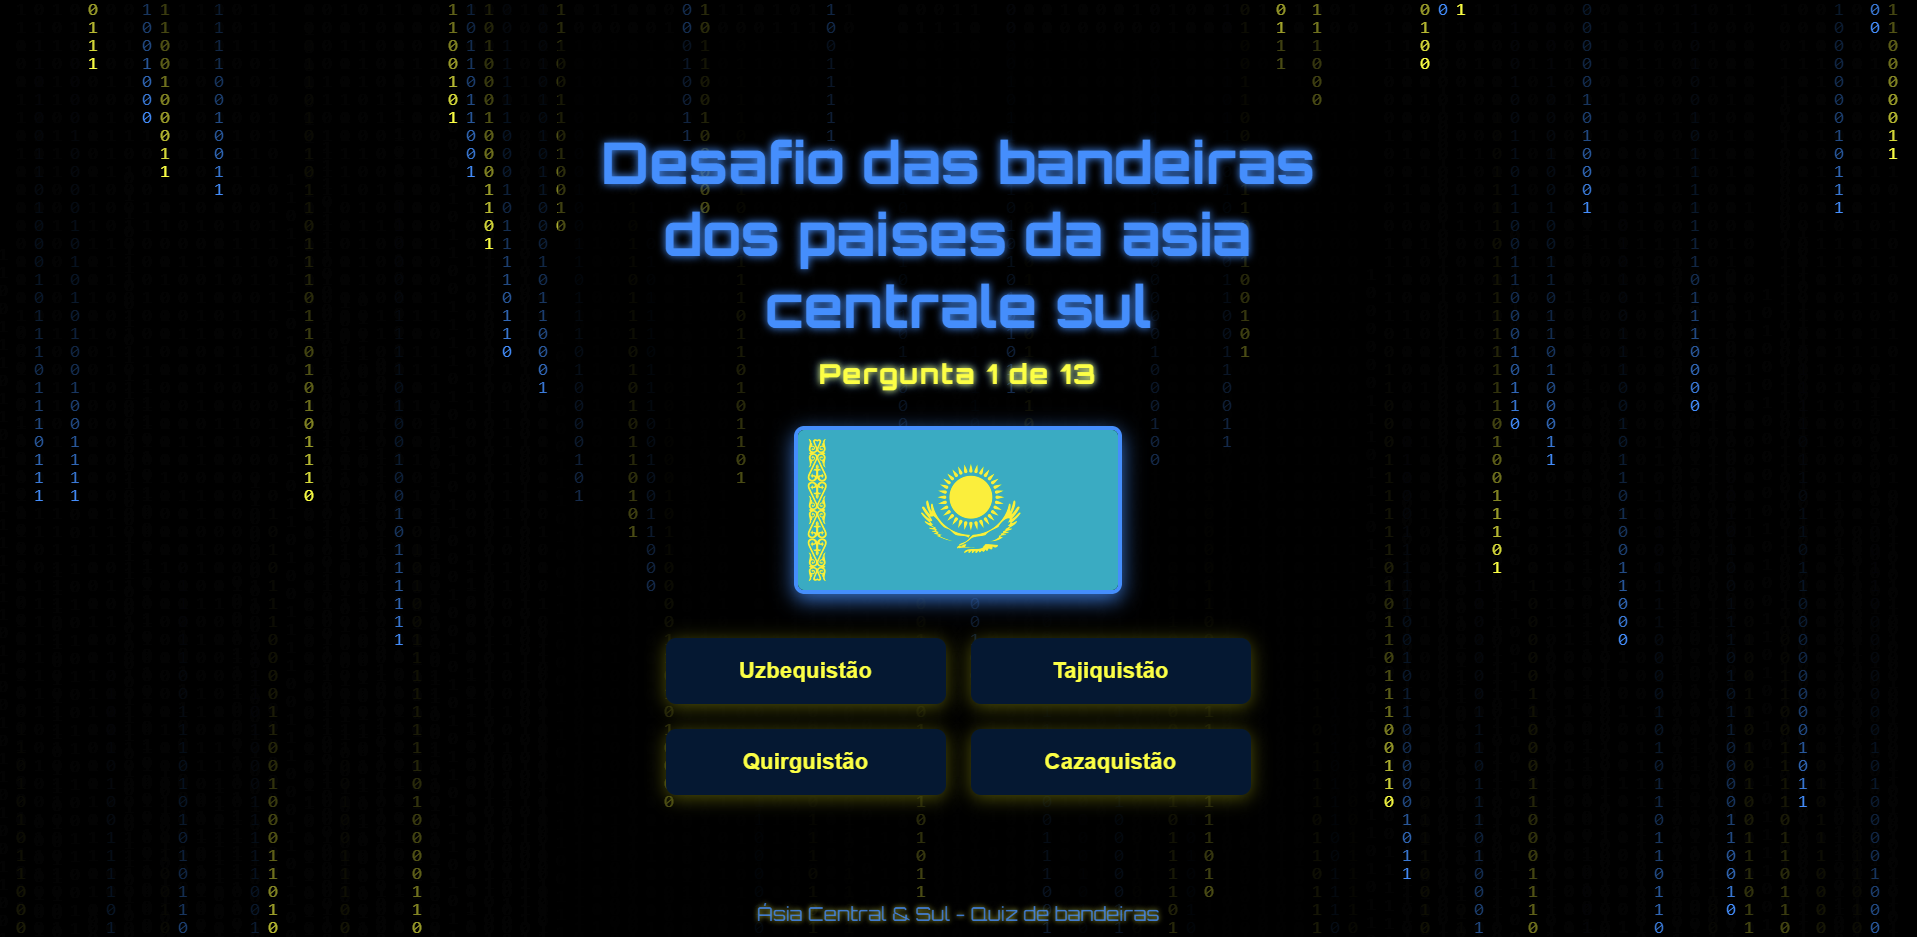 Desafio das bandeiras
dos paises da asia
centrale sul
Pergunta 1 de 13
Uzbequistão
Tajiquistão
Quirguistão
Cazaquistão
Ásia Central & Sul - Quiz de bandeiras